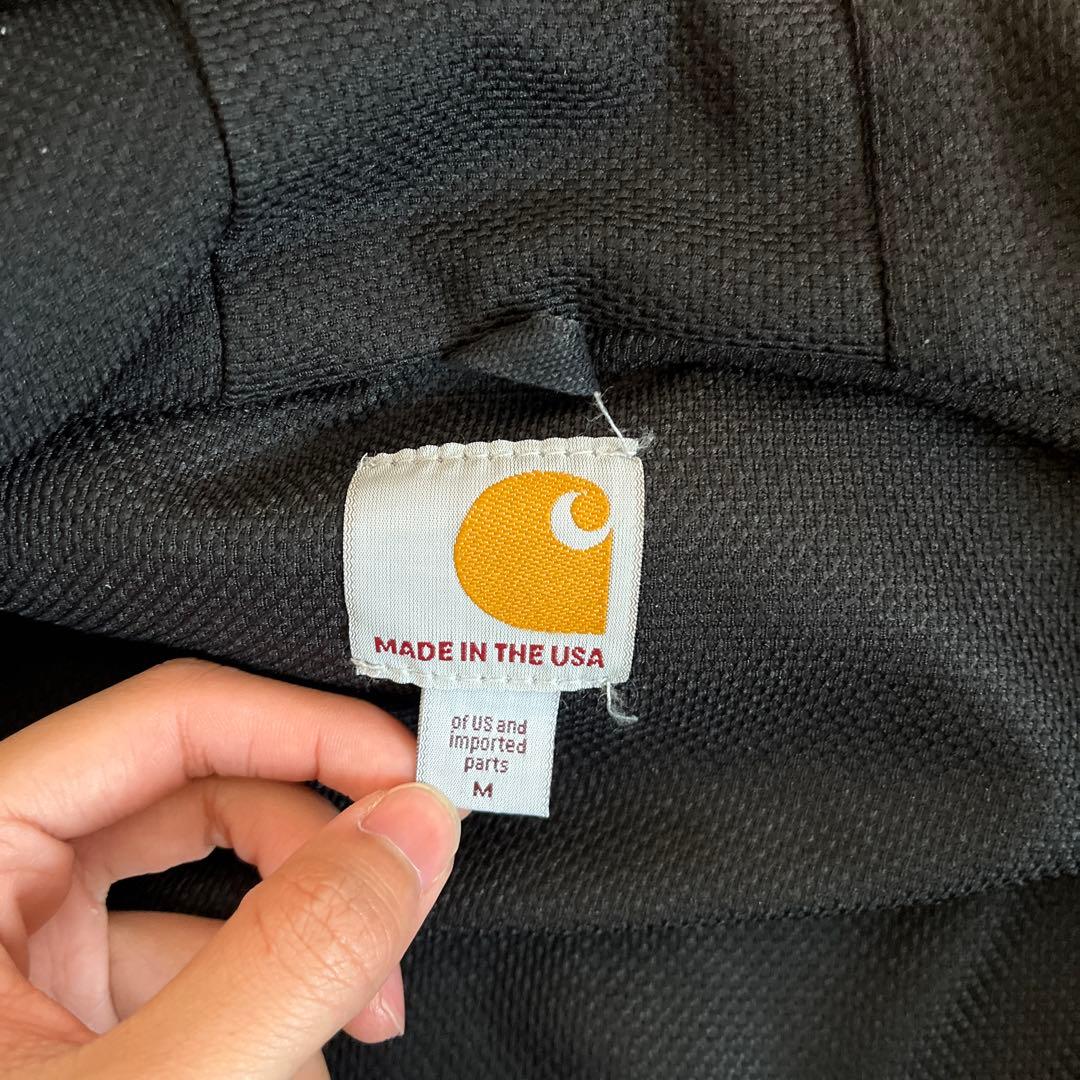 MADE IN THE USA
of US and
imported
parts
M